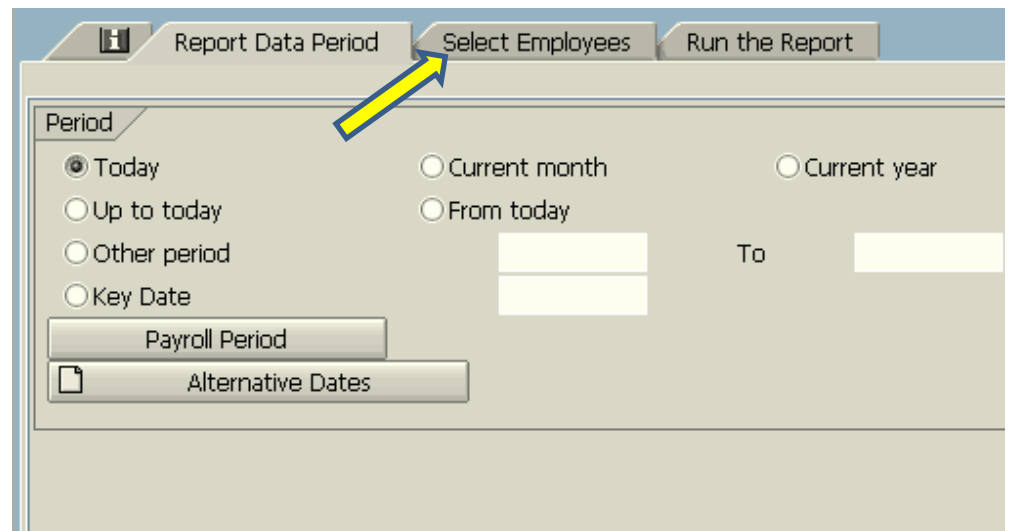 Report Data Period Select Employees Run the Report
Period
Today Current month Current year
Up to today From today
Other period To
Key Date
Payroll Period
Alternative Dates